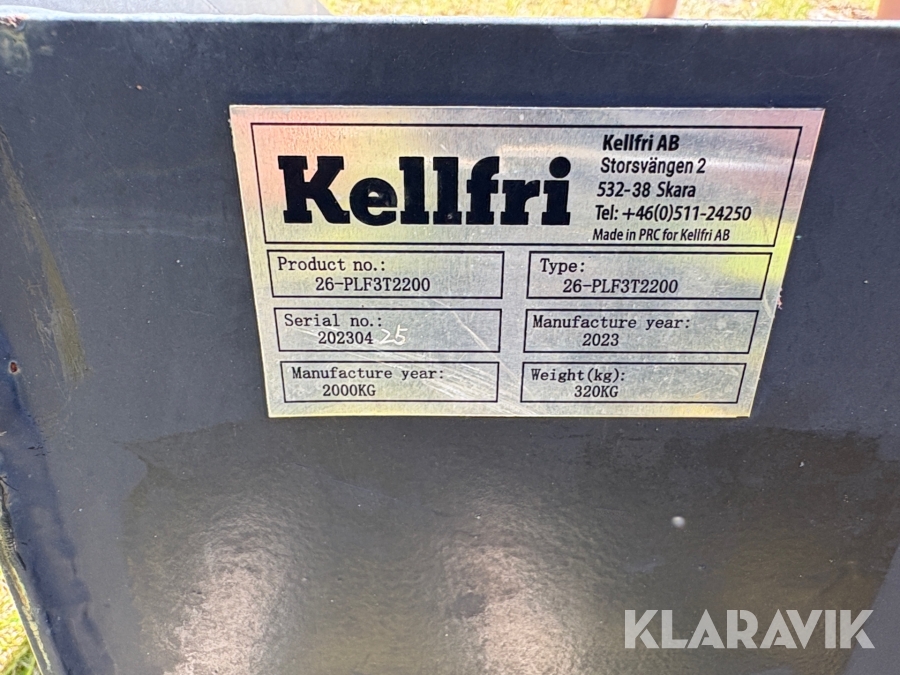 Kellfri
Kellfri AB
Storsvängen 2
532-38 Skara
Tel: +46(0)511-24250
Made in PRC for Kellfri AB
Product no.:
26-PLF3T2200
Type:
26-PLF3T2200
Serial no.:
202304 25
Manufacture year:
2023
Manufacture year:
2000KG
Weight(kg):
320KG
KLARAVIK